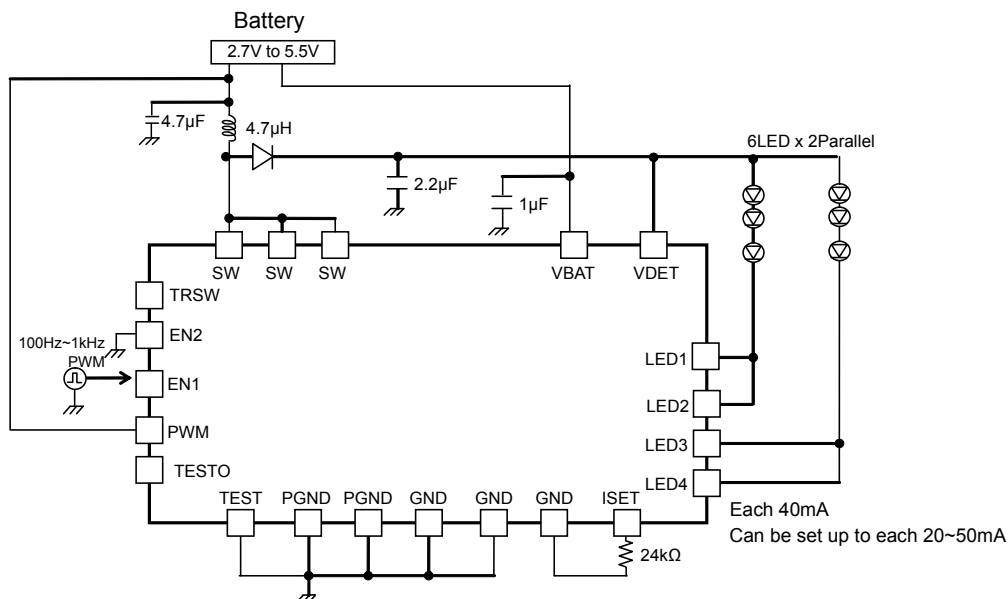 Battery
2.7V to 5.5V
4.7µF
4.7µH
6LED x 2Parallel
2.2µF
1µF
SW
SW
SW
VBAT
VDET
TRSW
EN2
100Hz~1kHz
PWM
EN1
PWM
TESTO
LED1
LED2
LED3
LED4
TEST
PGND
PGND
GND
GND
GND
ISET
24kΩ
Each 40mA
Can be set up to each 20~50mA